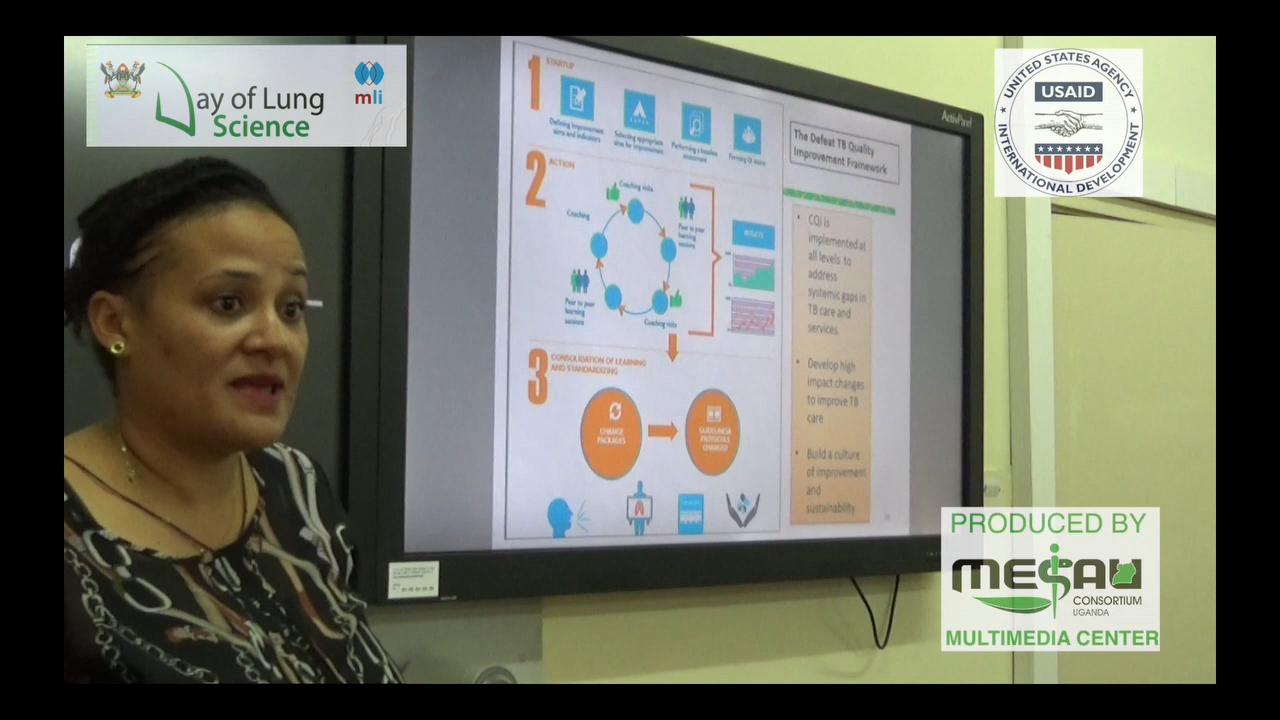 Day of Lung
Science
mli
UNITED STATES AGENCY
USAID
INTERNATIONAL DEVELOPMENT
ActivPanel
1 STARTUP
Defining improvement
aims and indicators
Selecting appropriate
sites for improvement
Performing a baseline
assessment
Forming QI teams
2 ACTION
Coaching visits
Coaching
Peer to peer
learning
sessions
RESULTS
Peer to peer
learning
sessions
Coaching visits
3 CONSOLIDATION OF LEARNING
AND STANDARDIZING
CHANGE
PACKAGES
GUIDELINES/
PROTOCOLS
CHANGED
The Defeat TB Quality
Improvement Framework
• CQI is
implemented at
all levels to
address
systemic gaps in
TB care and
services.
• Develop high
impact changes
to improve TB
care
• Build a culture
of improvement
and
sustainability
PRODUCED BY
MESAU
CONSORTIUM
UGANDA
MULTIMEDIA CENTER